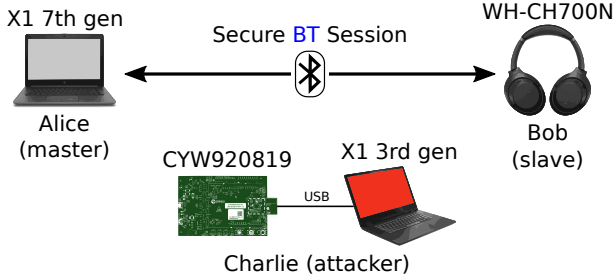 X1 7th gen
Secure BT Session
WH-CH700N
Alice
(master)
Bob
(slave)
CYW920819
X1 3rd gen
USB
Charlie (attacker)